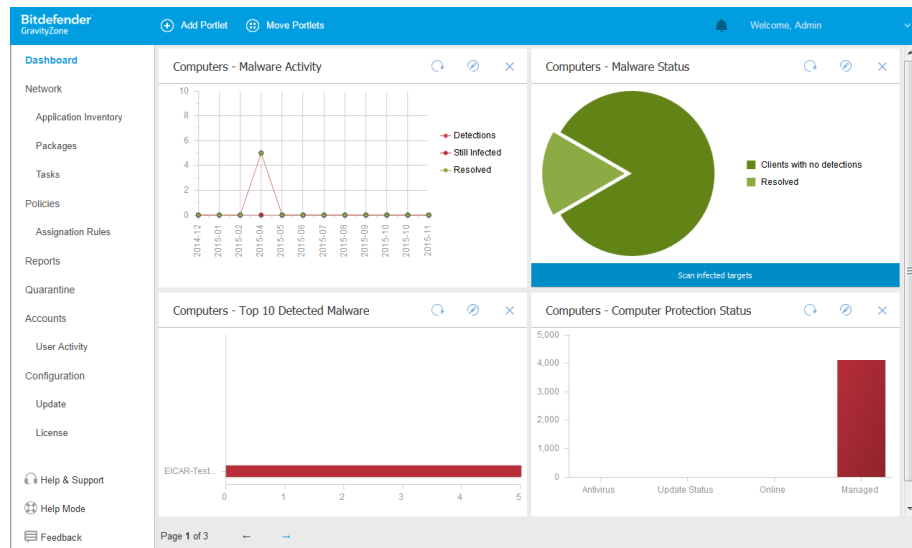 Bitdefender
GravityZone
Add Portlet
Move Portlets
Welcome, Admin
Dashboard
Network
Application Inventory
Packages
Tasks
Policies
Assignation Rules
Reports
Quarantine
Accounts
User Activity
Configuration
Update
License
Help & Support
Help Mode
Feedback
Computers - Malware Activity
10
8
6
4
2
0
2014-12
2015-01
2015-02
2015-04
2015-05
2015-06
2015-07
2015-08
2015-09
2015-10
2015-10
2015-11
Detections
Still Infected
Resolved
Computers - Malware Status
Clients with no detections
Resolved
Scan infected targets
Computers - Top 10 Detected Malware
EICAR-Test...
0 1 2 3 4 5
Computers - Computer Protection Status
5,000
4,000
3,000
2,000
1,000
0
Antivirus Update Status Online Managed
Page 1 of 3